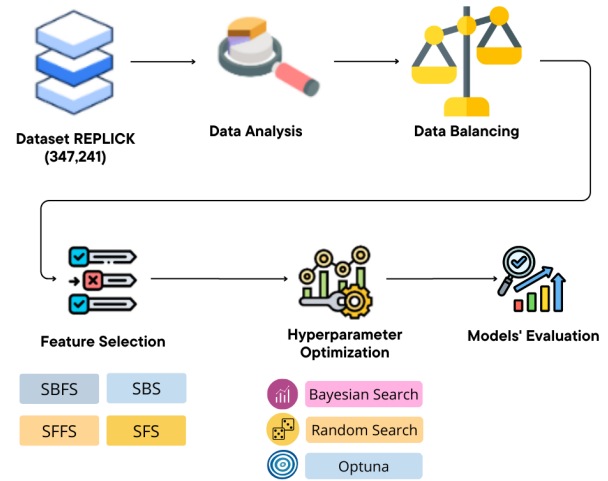 Dataset REPLICK
(347,241)
Data Analysis
Data Balancing
Feature Selection
Hyperparameter
Optimization
Models' Evaluation
SBFS
SBS
SFFS
SFS
Bayesian Search
Random Search
Optuna